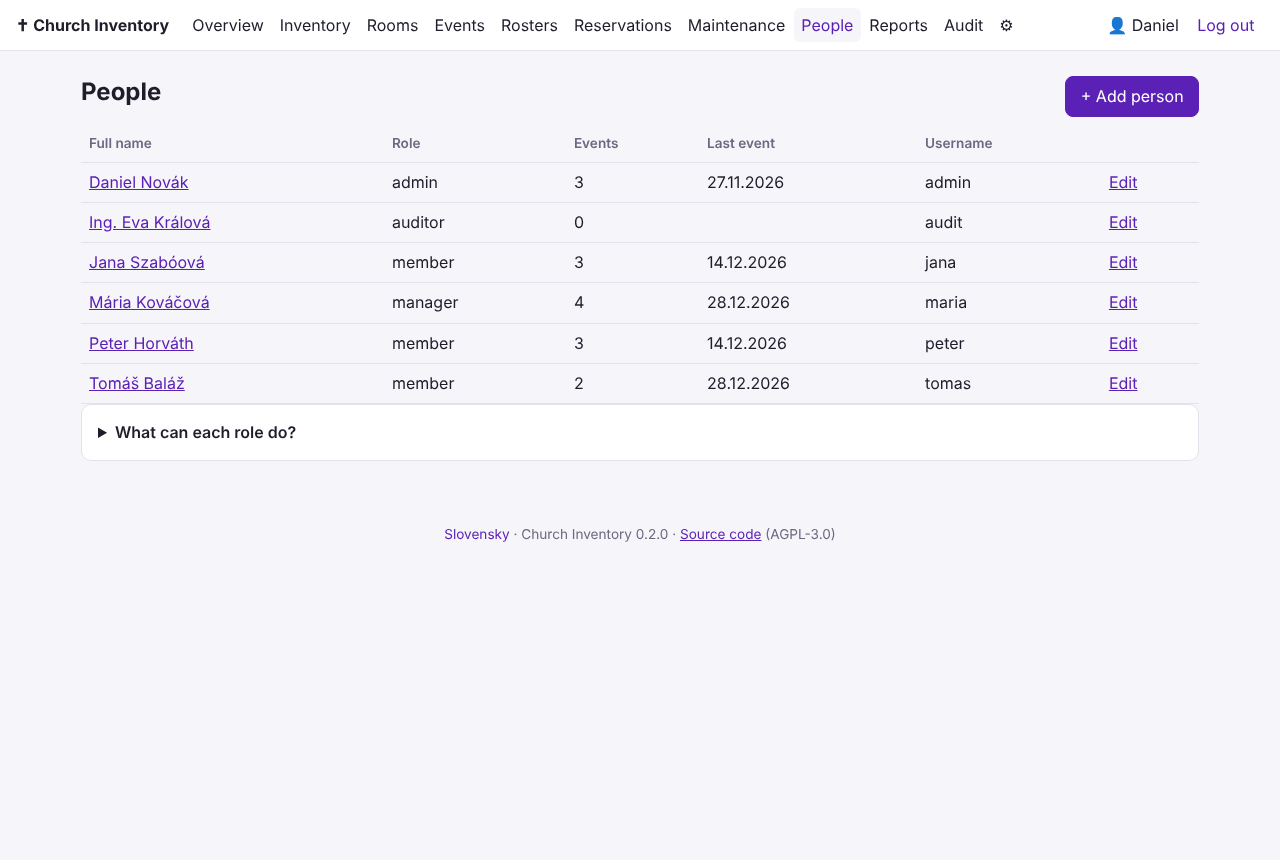 ✝ Church Inventory Overview Inventory Rooms Events Rosters Reservations Maintenance People Reports Audit ⚙ 👤 Daniel Log out
People
+ Add person
Full name Role Events Last event Username
Daniel Novák admin 3 27.11.2026 admin Edit
Ing. Eva Králová auditor 0 audit Edit
Jana Szabóová member 3 14.12.2026 jana Edit
Mária Kováčová manager 4 28.12.2026 maria Edit
Peter Horváth member 3 14.12.2026 peter Edit
Tomáš Baláž member 2 28.12.2026 tomas Edit
▶ What can each role do?
Slovensky · Church Inventory 0.2.0 · Source code (AGPL-3.0)